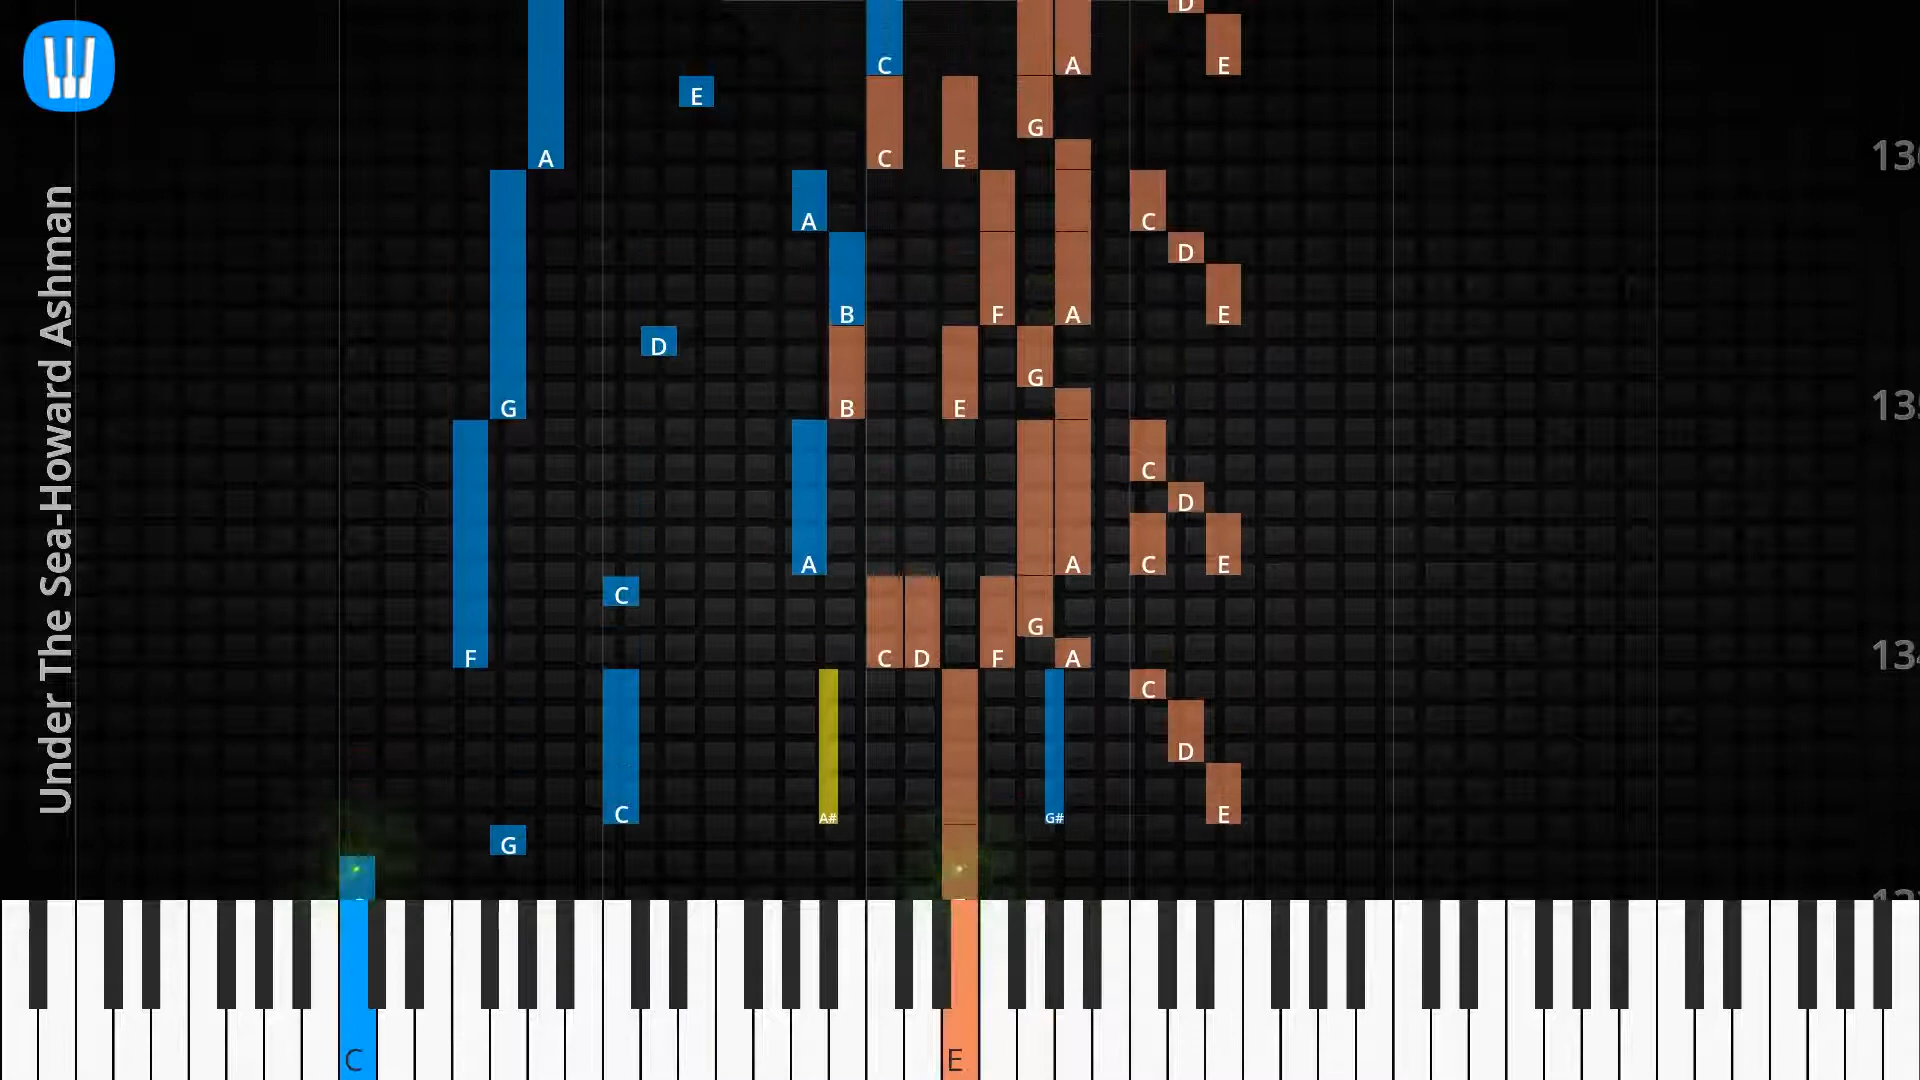 Under The Sea-Howard Ashman
D
C A E
E
G
A C E
A C
B D
F A E
D
G
G B E
C
D
A A C E
C
G
F C D F A
C
D
C A# G# E
G
C E